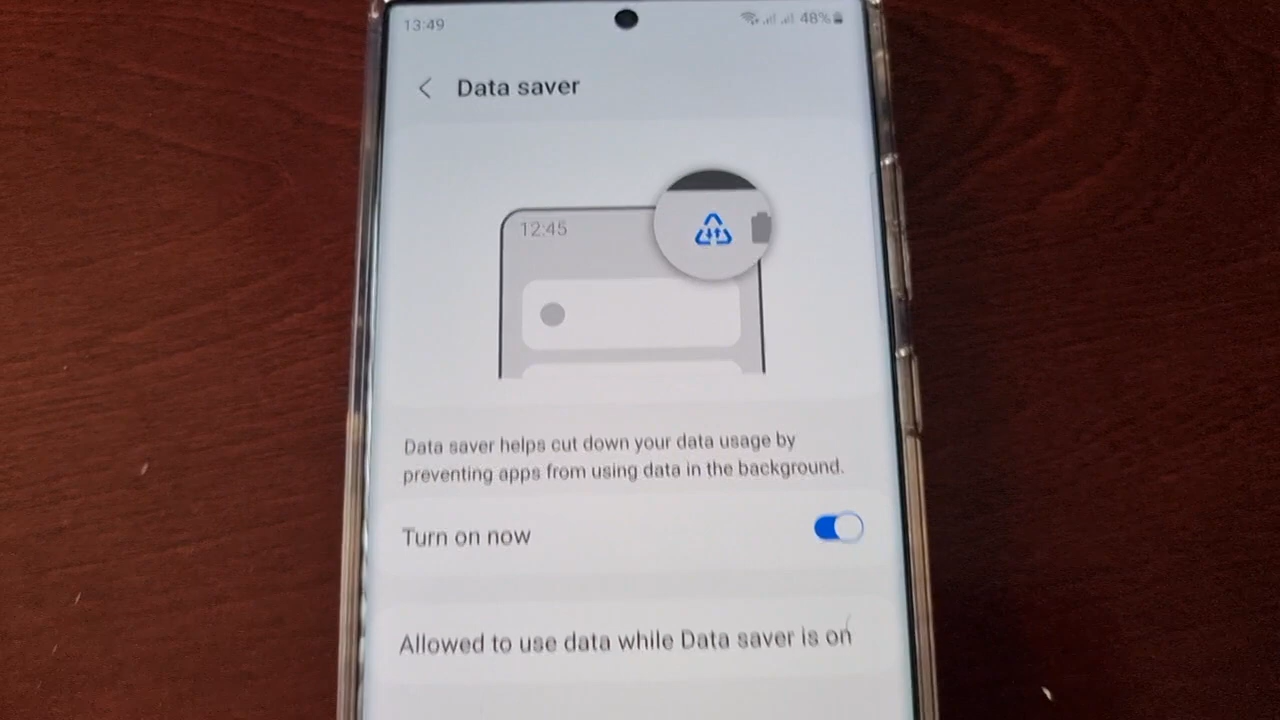 13:49
48%
Data saver
12:45
Data saver helps cut down your data usage by
preventing apps from using data in the background.
Turn on now
Allowed to use data while Data saver is on